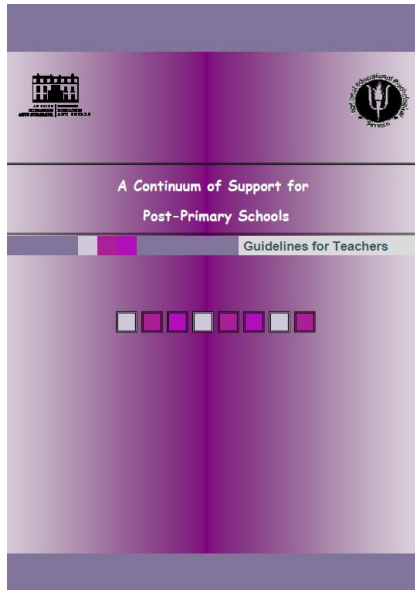 A Continuum of Support for
Post-Primary Schools
Guidelines for Teachers